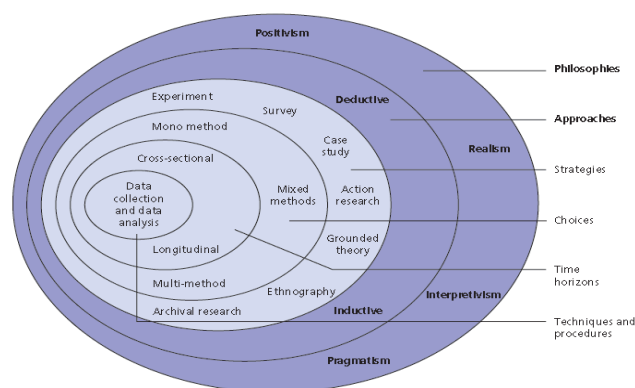 Positivism
Philosophies
Experiment
Deductive
Survey
Approaches
Mono method
Case
study
Realism
Cross-sectional
Strategies
Data
collection
and data
analysis
Mixed
methods
Action
research
Choices
Longitudinal
Grounded
theory
Time
horizons
Multi-method
Ethnography
Interpretivism
Archival research
Inductive
Techniques and
procedures
Pragmatism